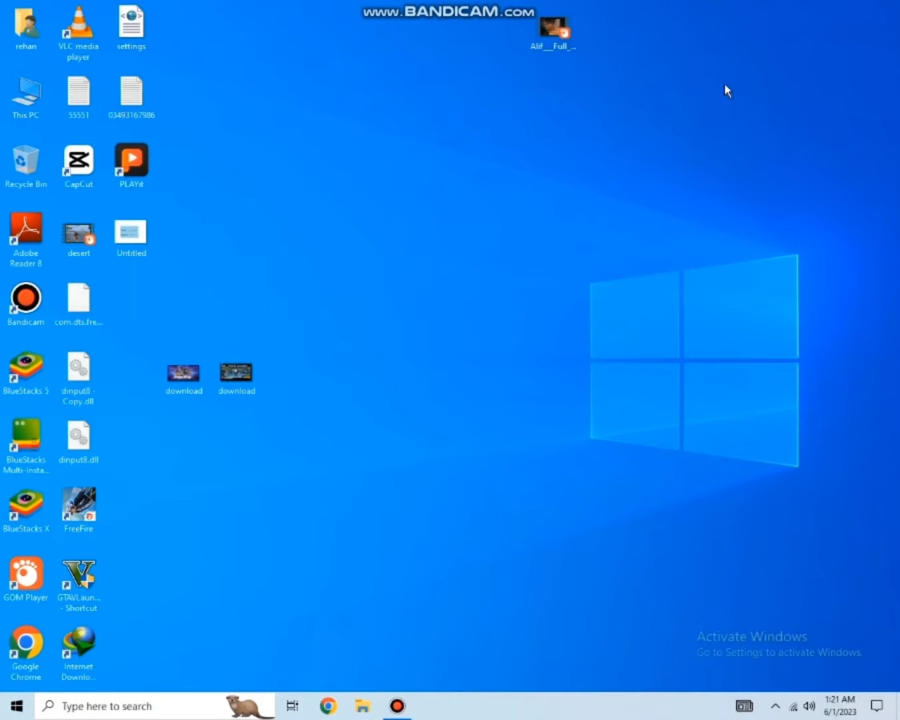 www.BANDICAM.com
rehan
VLC media
player
settings
Alif__Full_...
This PC
55551
03493167986
Recycle Bin
CapCut
PLAYit
Adobe
Reader 8
desert
Untitled
Bandicam
com.dts.fre...
BlueStacks 5
dinput8 -
Copy.dll
download
download
BlueStacks
Multi-Insta...
dinput8.dll
BlueStacks X
FreeFire
GOM Player
GTAVLaun...
- Shortcut
Google
Chrome
Internet
Downlo...
Activate Windows
Go to Settings to activate Windows.
Type here to search
1:21 AM
6/1/2023